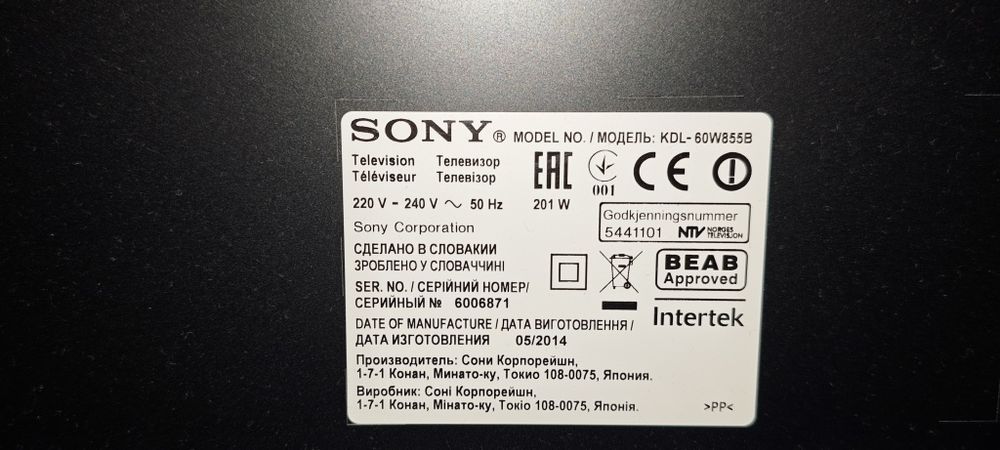 SONY® MODEL NO. / МОДЕЛЬ: KDL-60W855B
Television Телевизор
Téléviseur Телевізор
EAC
001
CE
220 V - 240 V ~ 50 Hz 201 W
Godkjenningsnummer
5441101 NTV NORGES TELEVISJON
Sony Corporation
СДЕЛАНО В СЛОВАКИИ
ЗРОБЛЕНО У СЛОВАЧЧИНІ
BEAB
Approved
SER. NO. / СЕРІЙНИЙ НОМЕР/
СЕРИЙНЫЙ № 6006871
Intertek
DATE OF MANUFACTURE / ДАТА ВИГОТОВЛЕННЯ /
ДАТА ИЗГОТОВЛЕНИЯ 05/2014
Производитель: Сони Корпорейшн,
1-7-1 Конан, Минато-ку, Токио 108-0075, Япония.
Виробник: Соні Корпорейшн,
1-7-1 Конан, Мінато-ку, Токіо 108-0075, Японія.
>PP<